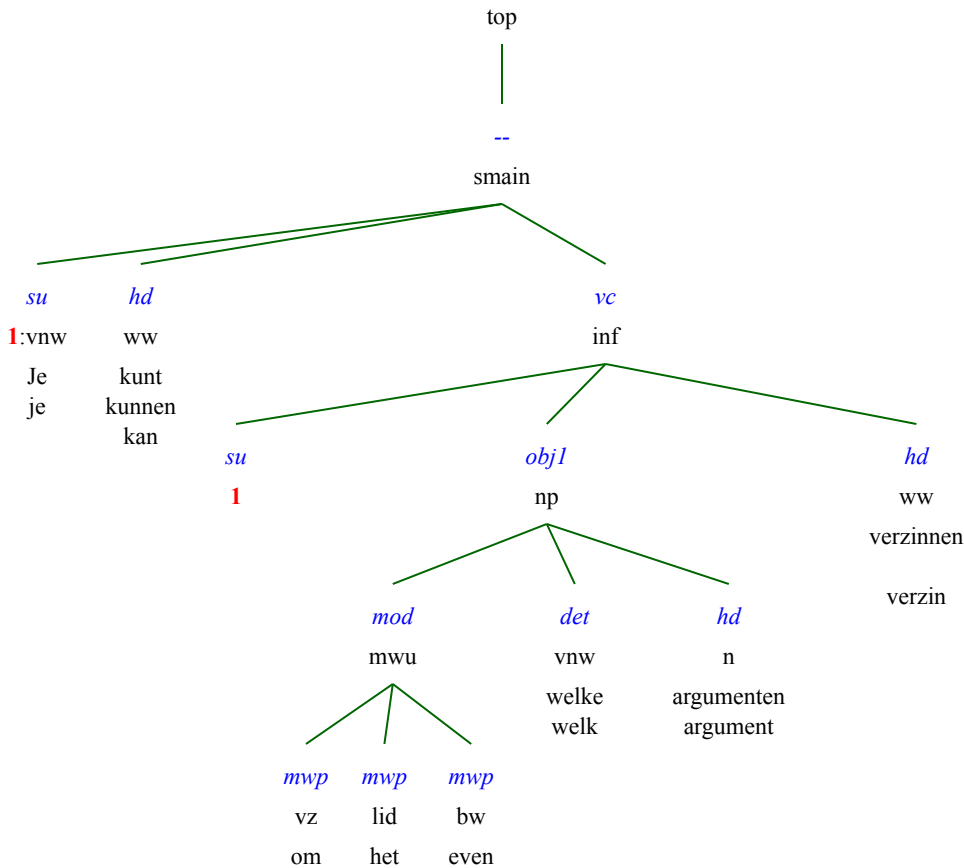 top
--
smain
su hd vc
1:vnw ww inf
Je kunt
je kunnen
kan
su obj1 hd
1 np ww
verzinnen
mod det hd verzin
mwu vnw n
welke argumenten
welk argument
mwp mwp mwp
vz lid bw
om het even